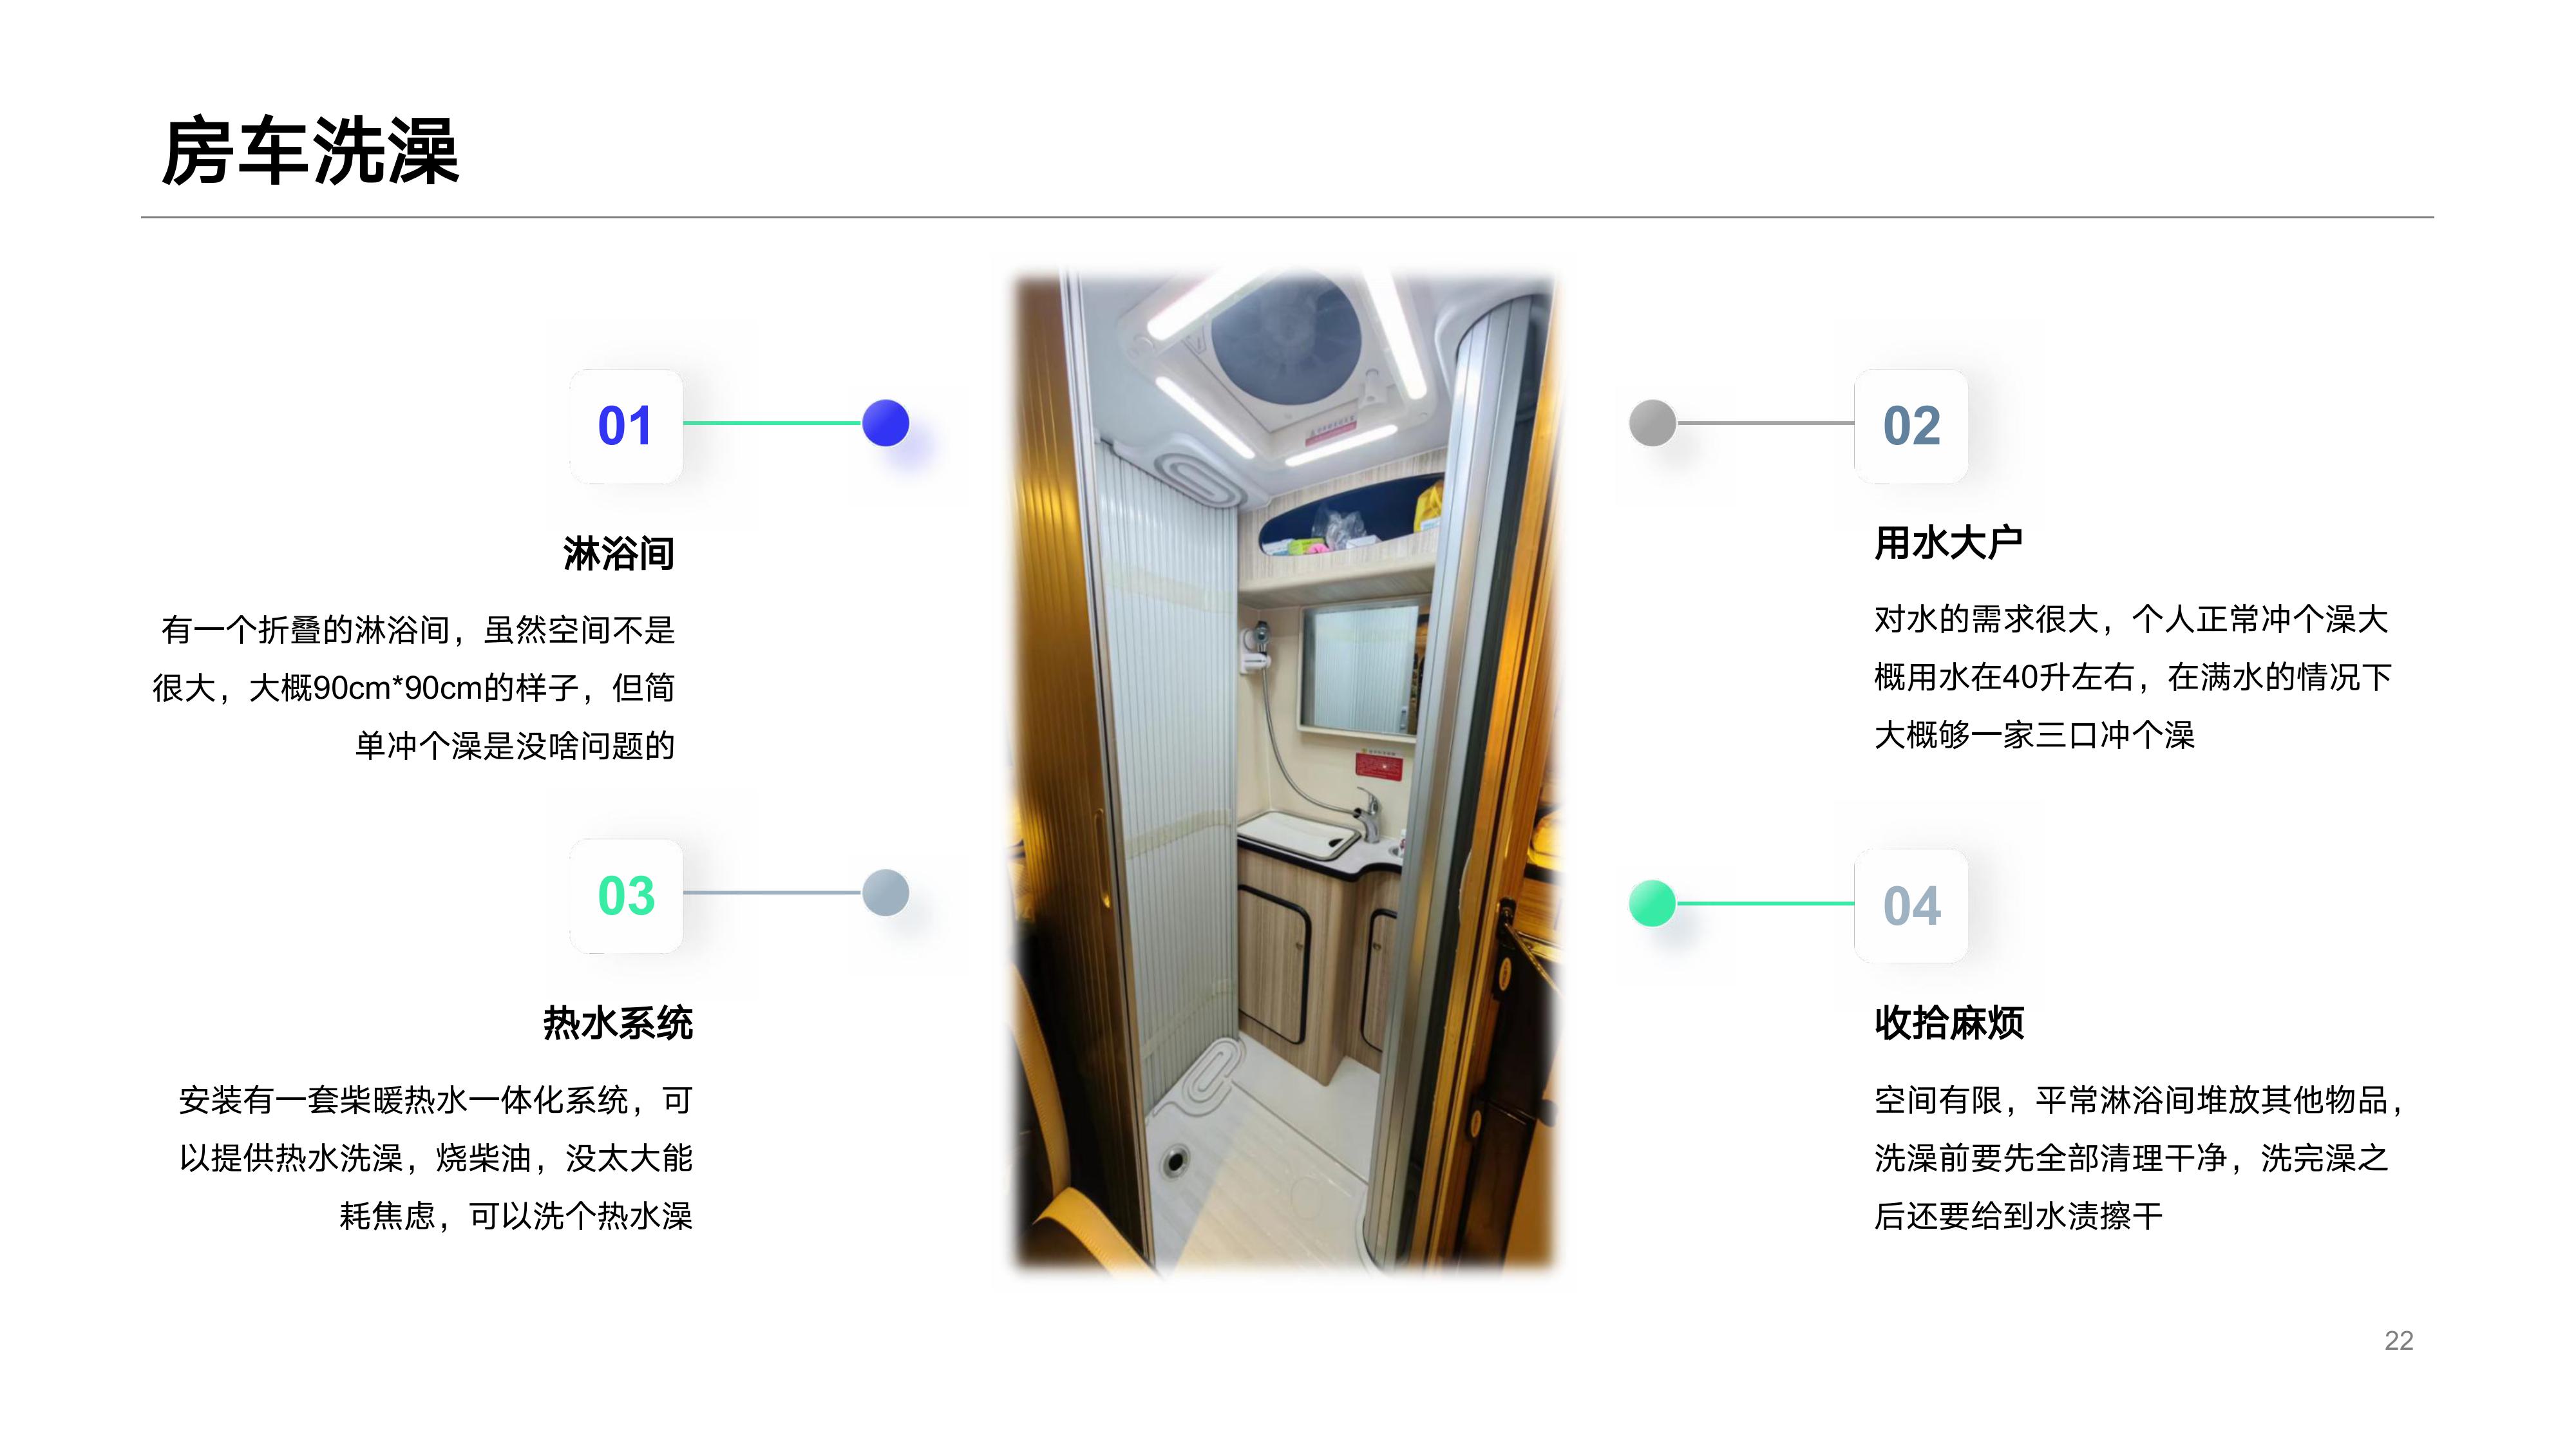 房车洗澡
01
淋浴间
有一个折叠的淋浴间，虽然空间不是
很大，大概90cm*90cm的样子，但简
单冲个澡是没啥问题的
02
用水大户
对水的需求很大，个人正常冲个澡大
概用水在40升左右，在满水的情况下
大概够一家三口冲个澡
03
热水系统
安装有一套柴暖热水一体化系统，可
以提供热水洗澡，烧柴油，没太大能
耗焦虑，可以洗个热水澡
04
收拾麻烦
空间有限，平常淋浴间堆放其他物品，
洗澡前要先全部清理干净，洗完澡之
后还要给到水渍擦干
22